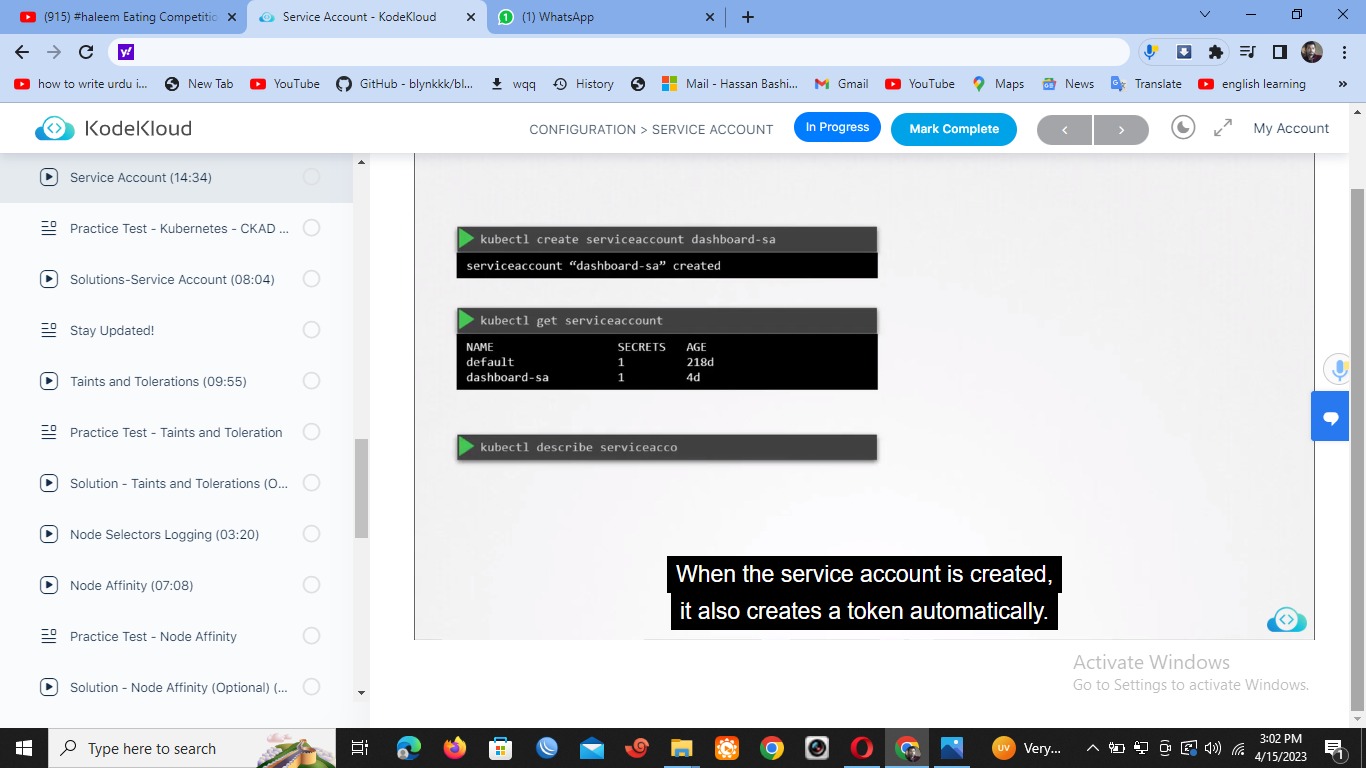 (915) #haleem Eating Competitio
Service Account - KodeKloud
(1) WhatsApp
how to write urdu i...
New Tab
YouTube
GitHub - blynkkk/bl...
wqq
History
Mail - Hassan Bashi...
Gmail
YouTube
Maps
News
Translate
english learning
»
KodeKloud
CONFIGURATION > SERVICE ACCOUNT
In Progress
Mark Complete
My Account
Service Account (14:34)
Practice Test - Kubernetes - CKAD ...
Solutions-Service Account (08:04)
Stay Updated!
Taints and Tolerations (09:55)
Practice Test - Taints and Toleration
Solution - Taints and Tolerations (O...
Node Selectors Logging (03:20)
Node Affinity (07:08)
Practice Test - Node Affinity
Solution - Node Affinity (Optional) (...
kubectl create serviceaccount dashboard-sa
serviceaccount “dashboard-sa” created
kubectl get serviceaccount
NAME SECRETS AGE
default 1 218d
dashboard-sa 1 4d
kubectl describe serviceacco
When the service account is created,
it also creates a token automatically.
Activate Windows
Go to Settings to activate Windows.
Type here to search
UV
Very...
3:02 PM
4/15/2023
1